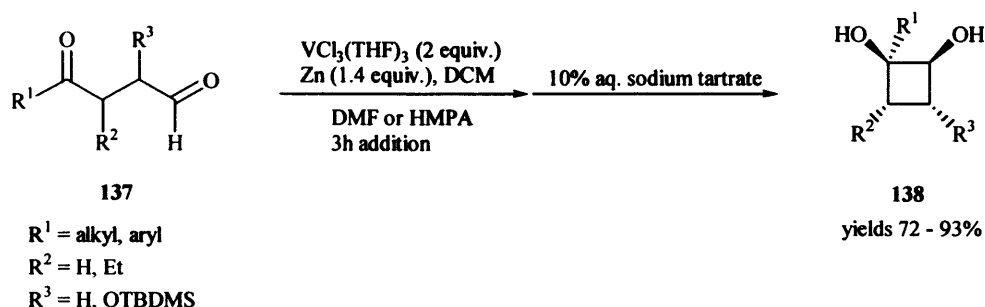 O
R³
R¹
O
R²
H
137
R¹ = alkyl, aryl
R² = H, Et
R³ = H, OTBDMS
VCl₃(THF)₃ (2 equiv.)
Zn (1.4 equiv.), DCM
DMF or HMPA
3h addition
10% aq. sodium tartrate
HO
R¹
OH
R²
R³
138
yields 72 - 93%